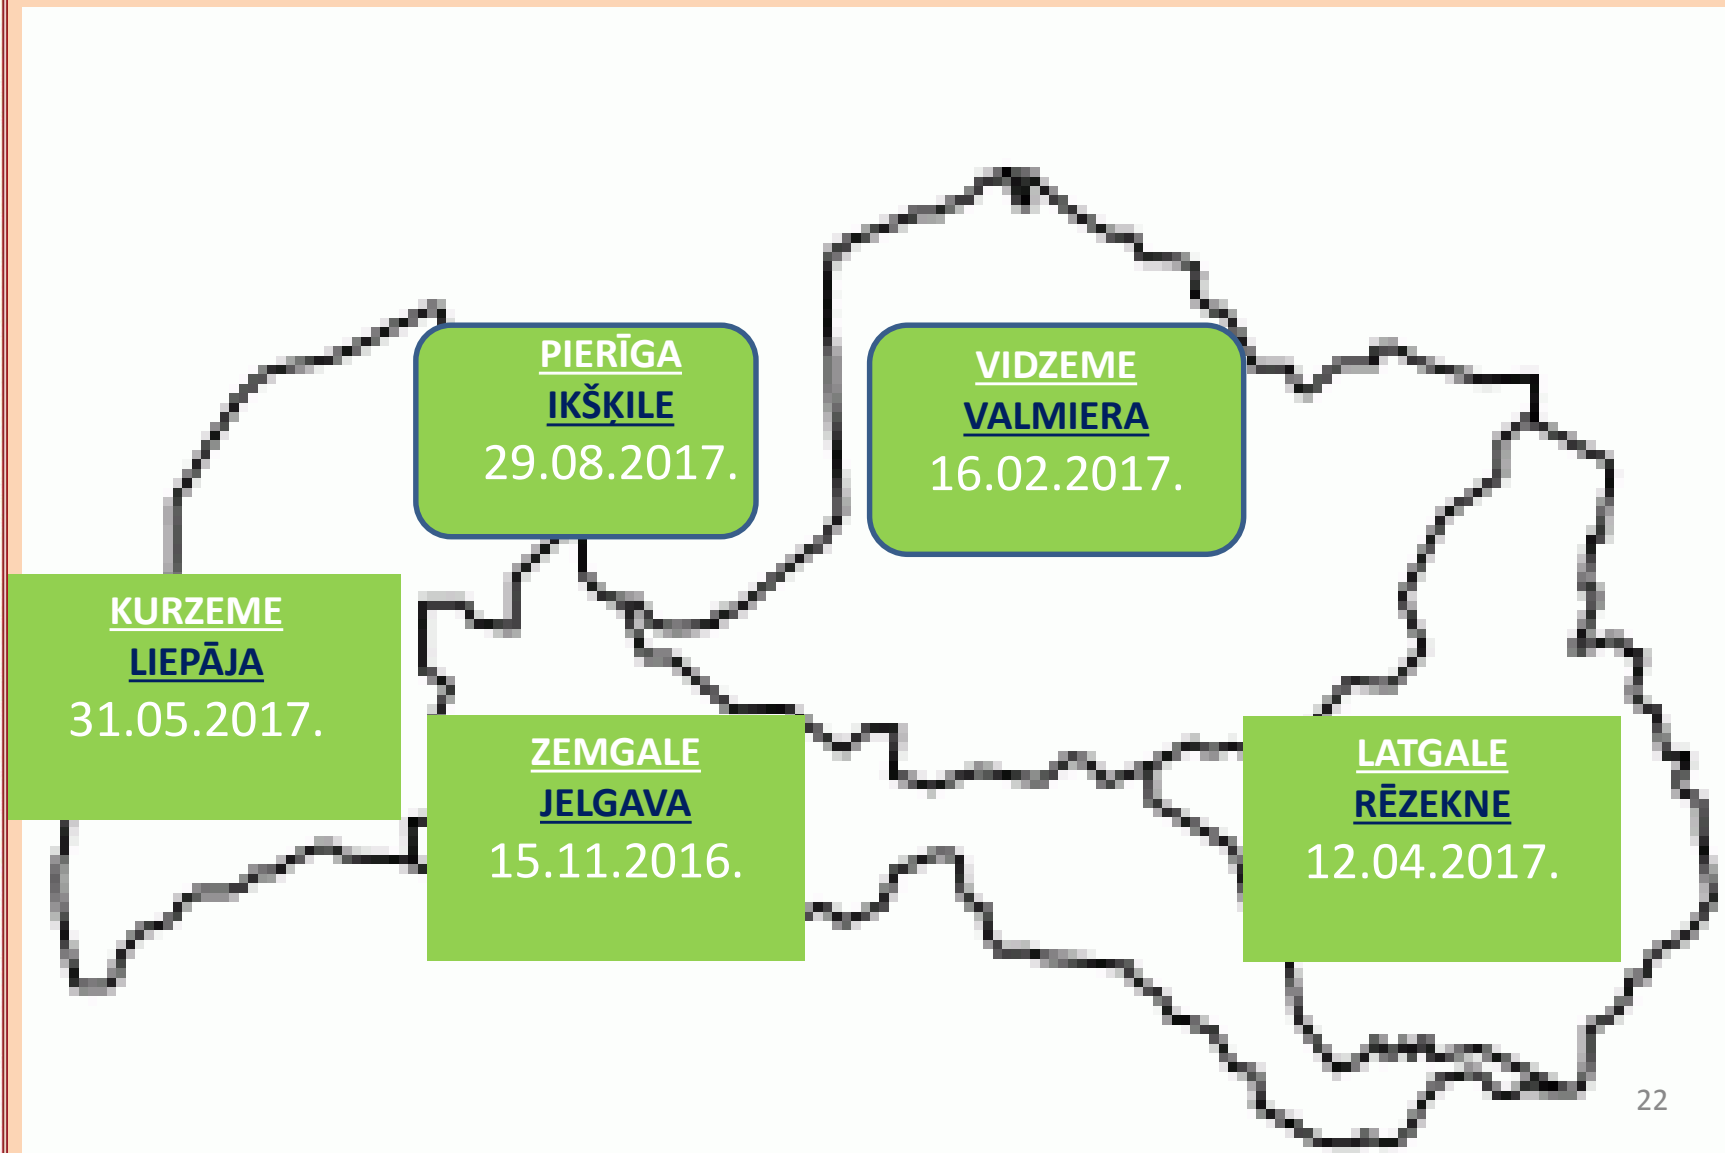 PIERĪGA
IKŠĶILE
29.08.2017.
VIDZEME
VALMIERA
16.02.2017.
KURZEME
LIEPĀJA
31.05.2017.
ZEMGALE
JELGAVA
15.11.2016.
LATGALE
RĒZEKNE
12.04.2017.
22